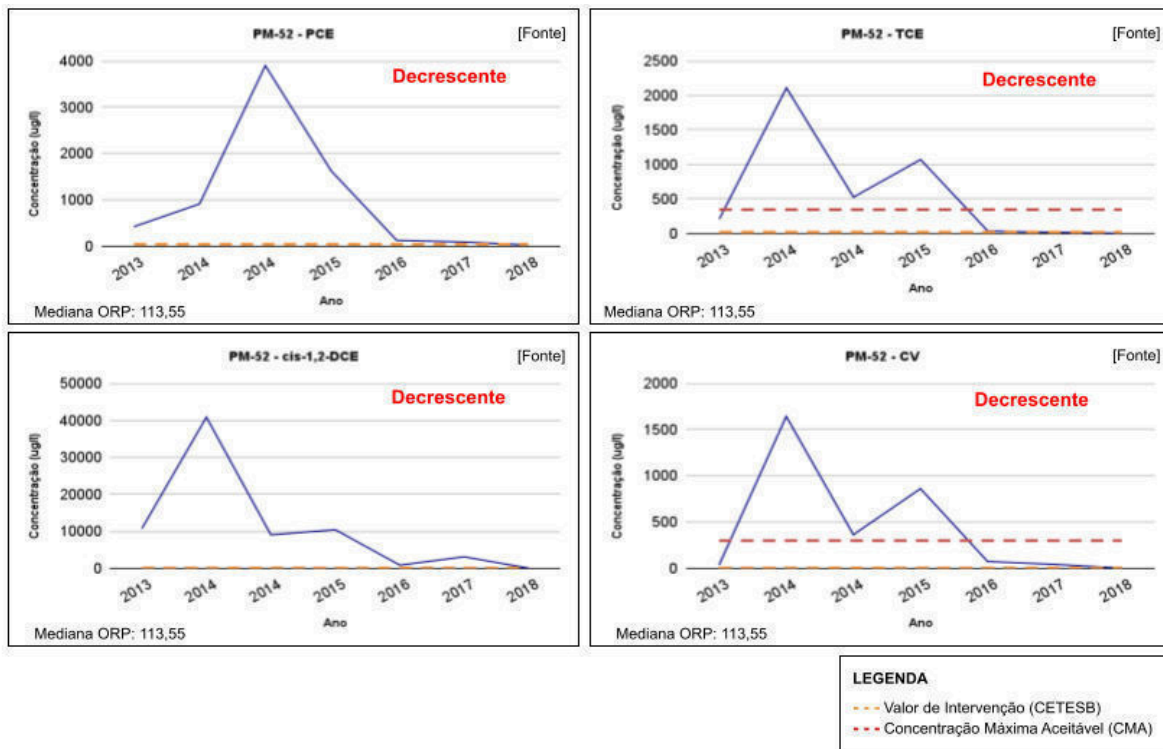 PM-52 - PCE
[Fonte]
Decrescente
Concentração (ug/l)
4000
3000
2000
1000
0
2013
2014
2014
2015
2016
2017
2018
Ano
Mediana ORP: 113,55
PM-52 - TCE
[Fonte]
Decrescente
Concentração (ug/l)
2500
2000
1500
1000
500
0
2013
2014
2014
2015
2016
2017
2018
Ano
Mediana ORP: 113,55
PM-52 - cis-1,2-DCE
[Fonte]
Decrescente
Concentração (ug/l)
50000
40000
30000
20000
10000
0
2013
2014
2014
2015
2016
2017
2018
Ano
Mediana ORP: 113,55
PM-52 - CV
[Fonte]
Decrescente
Concentração (ug/l)
2000
1500
1000
500
0
2013
2014
2014
2015
2016
2017
2018
Ano
Mediana ORP: 113,55
LEGENDA
Valor de Intervenção (CETESB)
Concentração Máxima Aceitável (CMA)